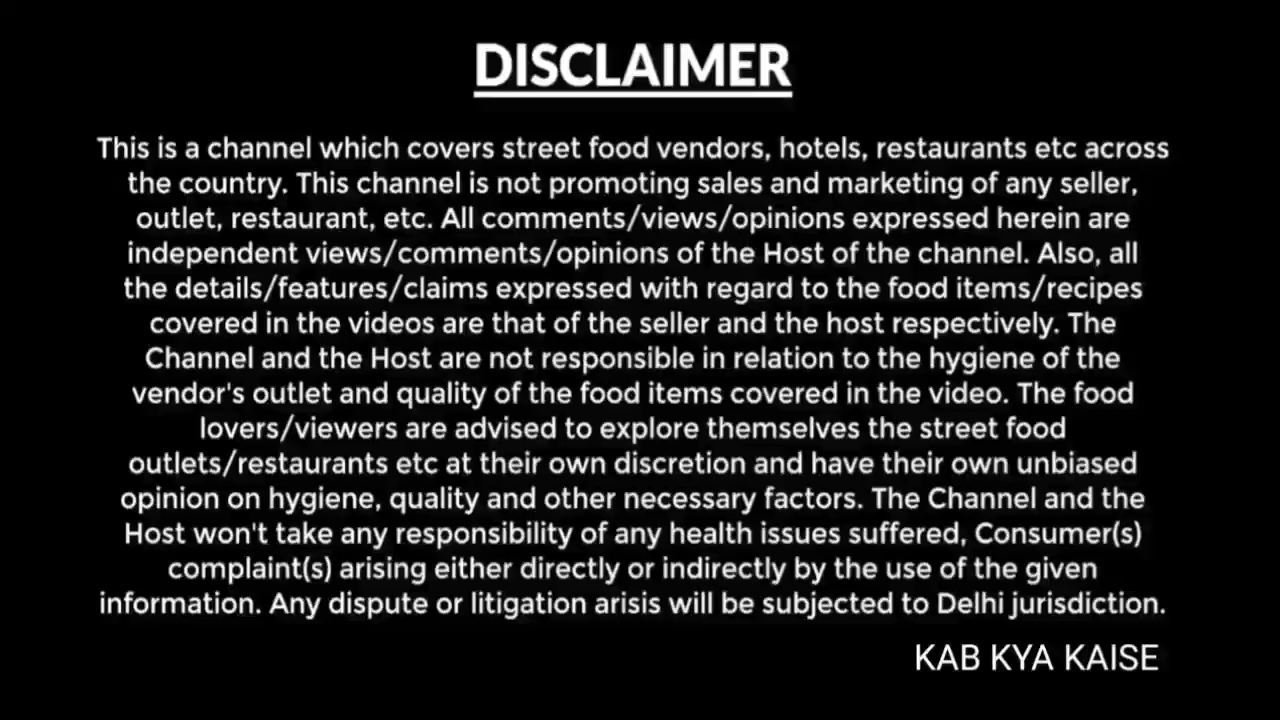 DISCLAIMER
This is a channel which covers street food vendors, hotels, restaurants etc across
the country. This channel is not promoting sales and marketing of any seller,
outlet, restaurant, etc. All comments/views/opinions expressed herein are
independent views/comments/opinions of the Host of the channel. Also, all
the details/features/claims expressed with regard to the food items/recipes
covered in the videos are that of the seller and the host respectively. The
Channel and the Host are not responsible in relation to the hygiene of the
vendor's outlet and quality of the food items covered in the video. The food
lovers/viewers are advised to explore themselves the street food
outlets/restaurants etc at their own discretion and have their own unbiased
opinion on hygiene, quality and other necessary factors. The Channel and the
Host won't take any responsibility of any health issues suffered, Consumer(s)
complaint(s) arising either directly or indirectly by the use of the given
information. Any dispute or litigation arisis will be subjected to Delhi jurisdiction.
KAB KYA KAISE